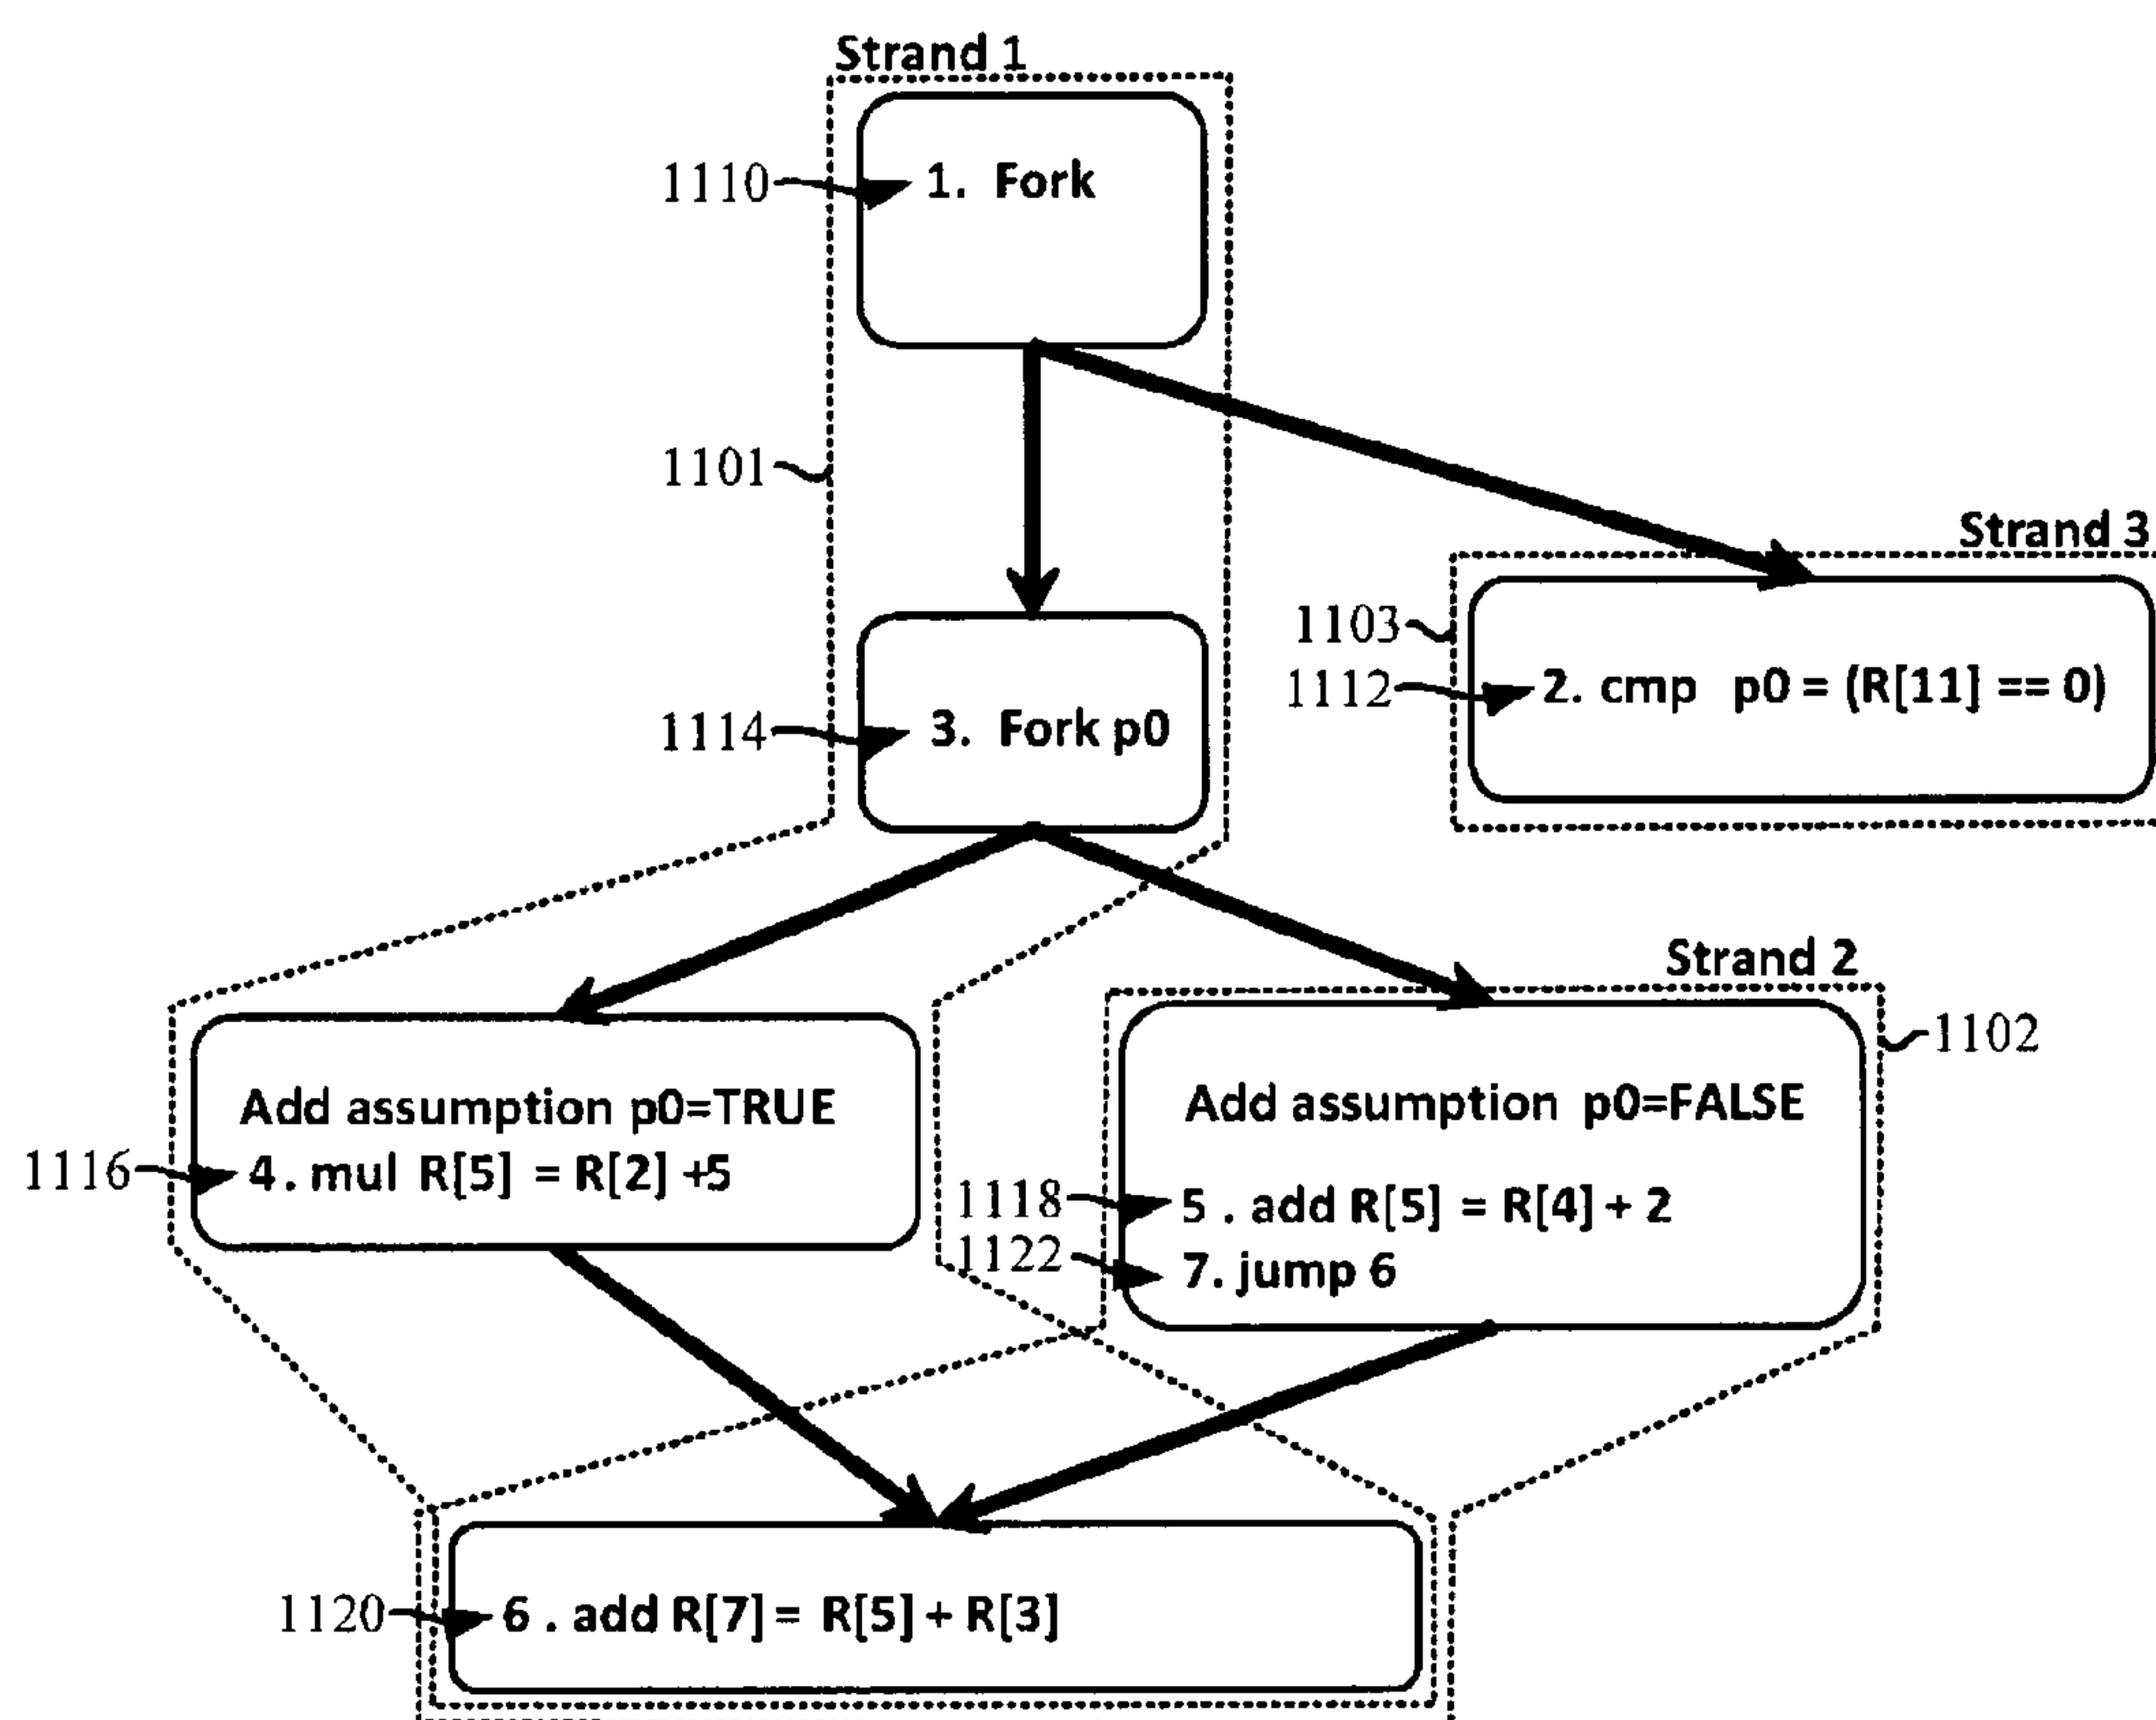 Strand 1
1110
1. Fork
1101
Strand 3
1103
1112
2. cmp p0 = (R[11] == 0)
1114
3. Fork p0
Strand 2
1102
Add assumption p0=TRUE
1116
4 . mul R[5] = R[2] +5
Add assumption p0=FALSE
1118
5 . add R[5] = R[4] + 2
1122
7. jump 6
1120
6 . add R[7] = R[5] + R[3]